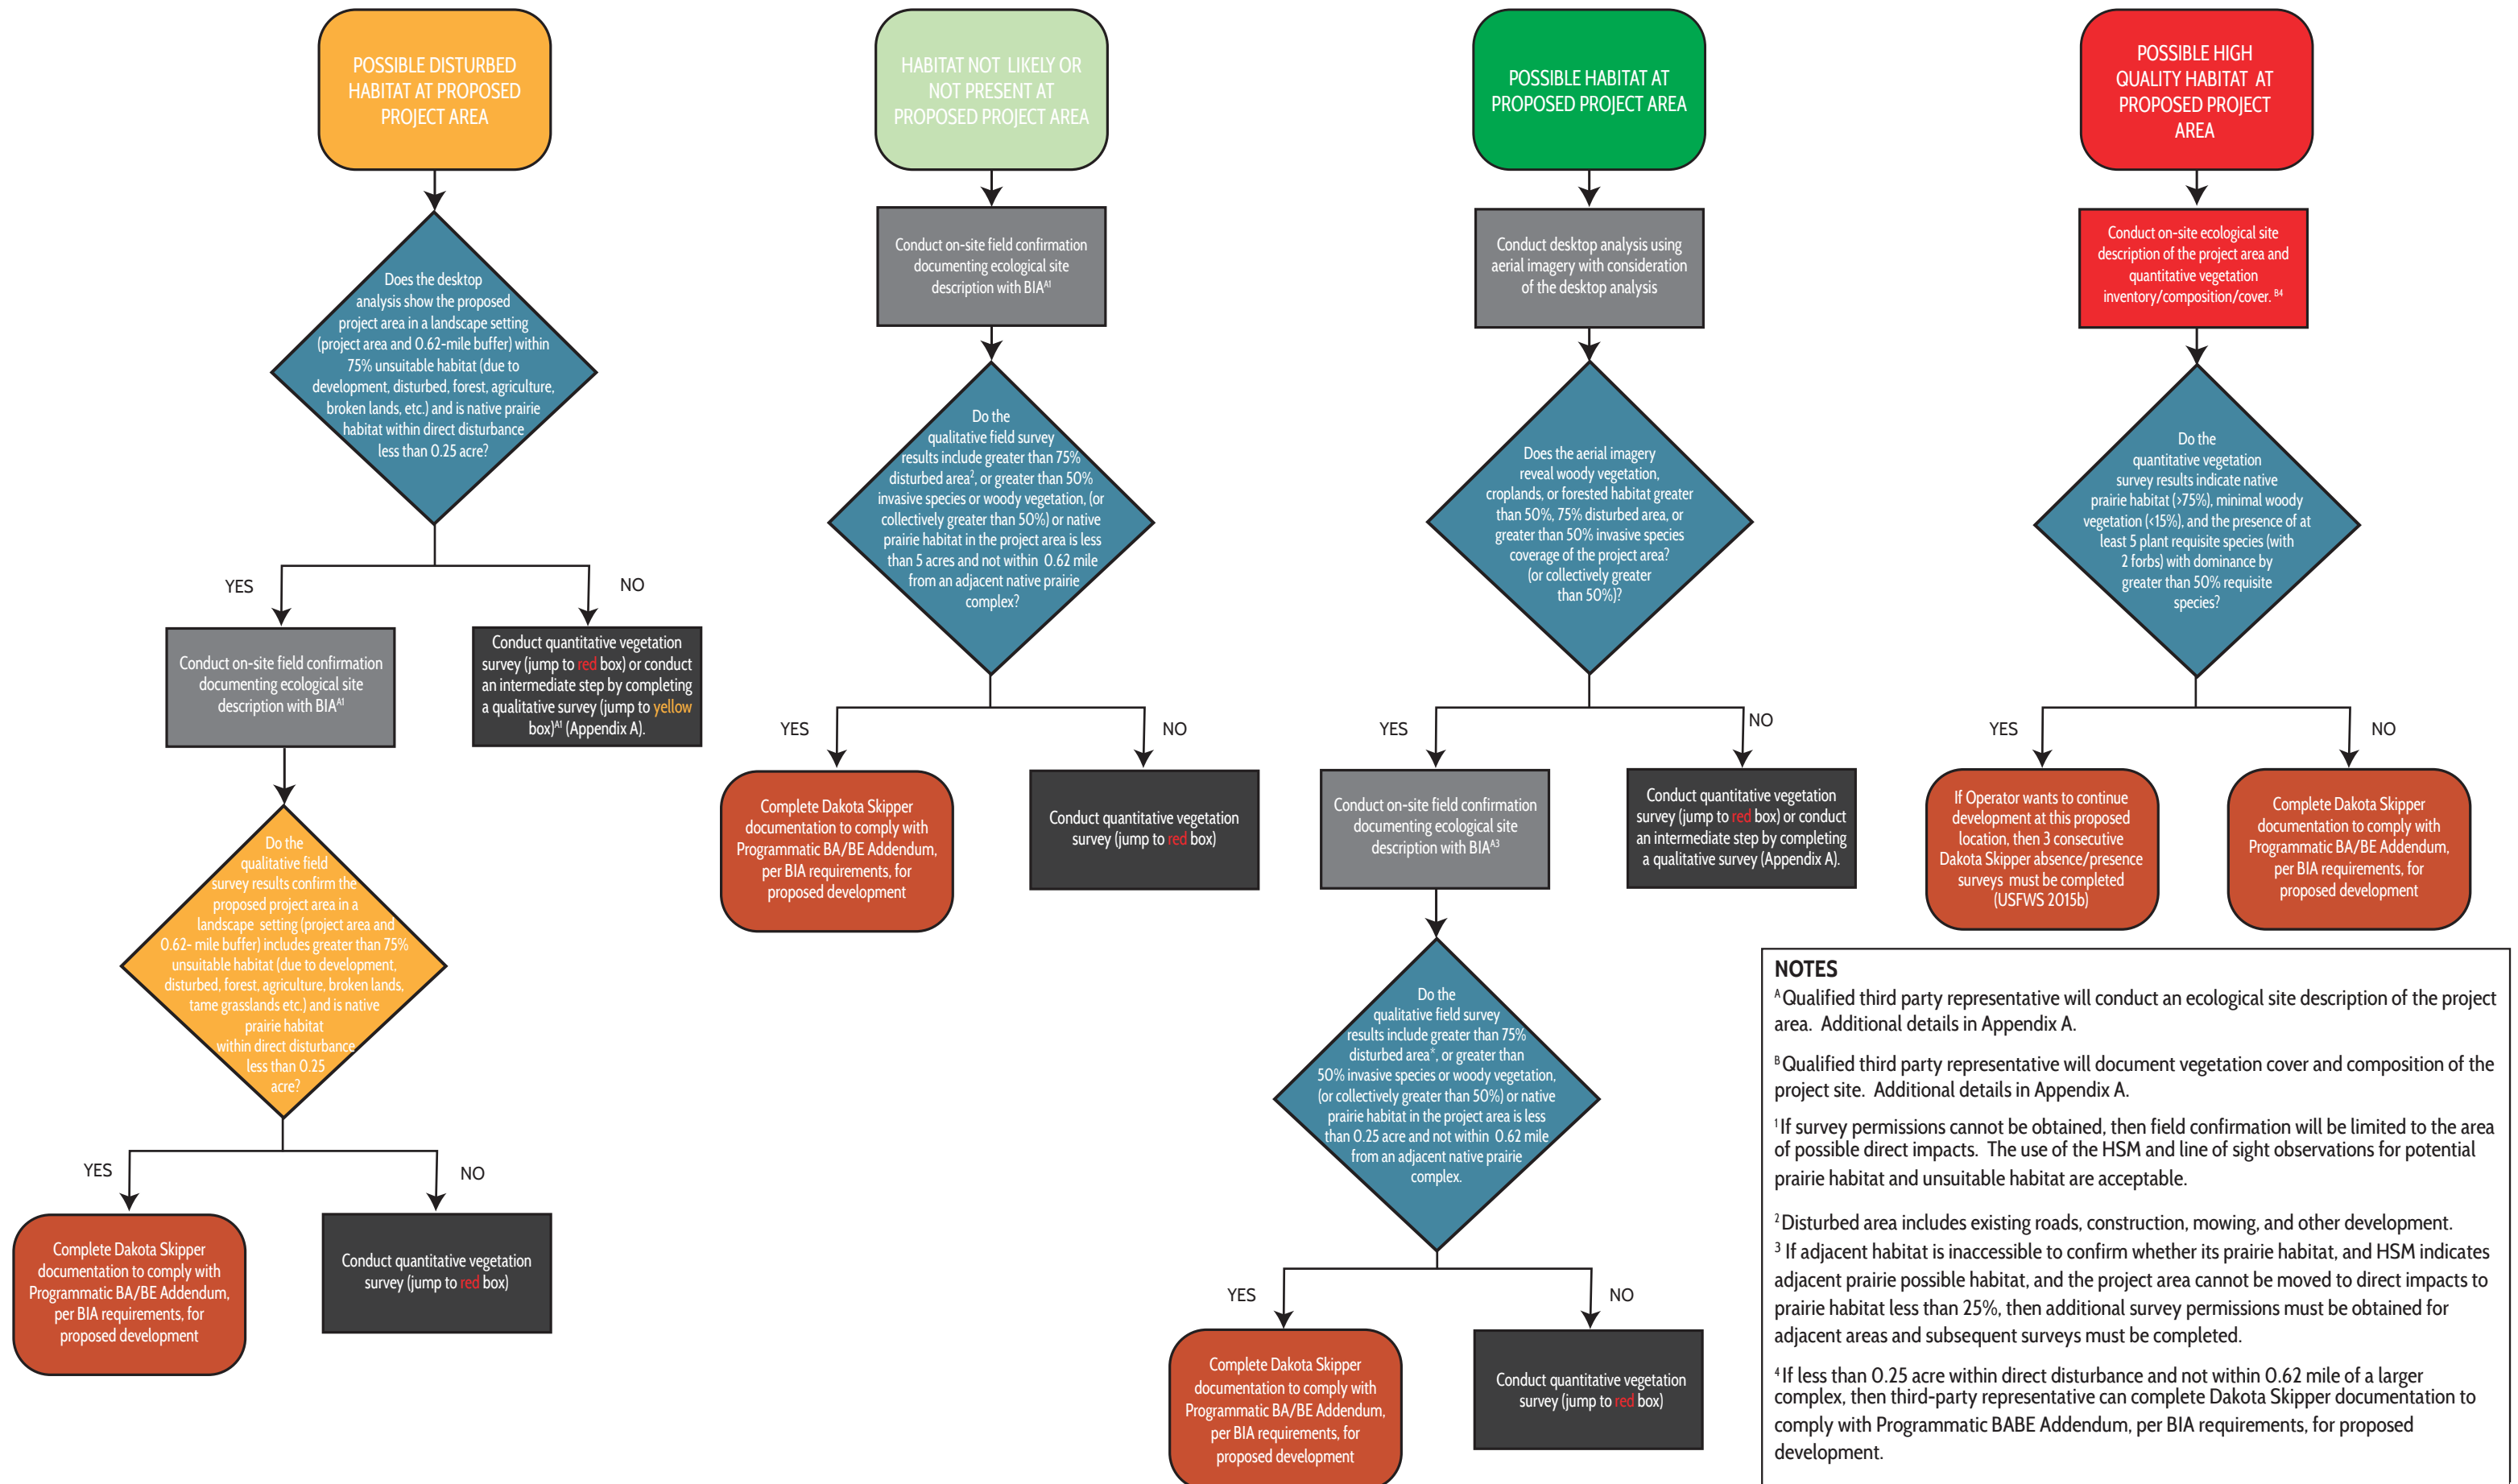 POSSIBLE DISTURBED
HABITAT AT PROPOSED
PROJECT AREA
Does the desktop
analysis show the proposed
project area in a landscape setting
(project area and 0.62-mile buffer) within
75% unsuitable habitat (due to
development, disturbed, forest, agriculture,
broken lands, etc.) and is native prairie
habitat within direct disturbance
less than 0.25 acre?
YES
NO
Conduct on-site field confirmation
documenting ecological site
description with BIA^A1
Conduct quantitative vegetation
survey (jump to red box) or conduct
an intermediate step by completing
a qualitative survey (jump to yellow
box)^A1 (Appendix A).
Do the
qualitative field
survey results confirm the
proposed project area in a
landscape setting (project area and
0.62- mile buffer) includes greater than 75%
unsuitable habitat (due to development,
disturbed, forest, agriculture, broken lands,
tame grasslands etc.) and is native
prairie habitat
within direct disturbance
less than 0.25
acre?
YES
NO
Complete Dakota Skipper
documentation to comply with
Programmatic BA/BE Addendum,
per BIA requirements, for
proposed development
Conduct quantitative vegetation
survey (jump to red box)
HABITAT NOT LIKELY OR
NOT PRESENT AT
PROPOSED PROJECT AREA
Conduct on-site field confirmation
documenting ecological site
description with BIA^A1
Do the
qualitative field survey
results include greater than 75%
disturbed area², or greater than 50%
invasive species or woody vegetation, (or
collectively greater than 50%) or native
prairie habitat in the project area is less
than 5 acres and not within 0.62 mile
from an adjacent native prairie
complex?
YES
NO
Complete Dakota Skipper
documentation to comply with
Programmatic BA/BE Addendum,
per BIA requirements, for
proposed development
Conduct quantitative vegetation
survey (jump to red box)
POSSIBLE HABITAT AT
PROPOSED PROJECT AREA
Conduct desktop analysis using
aerial imagery with consideration
of the desktop analysis
Does the aerial imagery
reveal woody vegetation,
croplands, or forested habitat greater
than 50%, 75% disturbed area, or
greater than 50% invasive species
coverage of the project area?
(or collectively greater
than 50%)?
YES
NO
Conduct on-site field confirmation
documenting ecological site
description with BIA^A3
Conduct quantitative vegetation
survey (jump to red box) or conduct
an intermediate step by completing
a qualitative survey (Appendix A).
Do the
qualitative field survey
results include greater than 75%
disturbed area*, or greater than
50% invasive species or woody vegetation,
(or collectively greater than 50%) or native
prairie habitat in the project area is less
than 0.25 acre and not within 0.62 mile
from an adjacent native prairie
complex.
YES
NO
Complete Dakota Skipper
documentation to comply with
Programmatic BA/BE Addendum,
per BIA requirements, for
proposed development
Conduct quantitative vegetation
survey (jump to red box)
POSSIBLE HIGH
QUALITY HABITAT AT
PROPOSED PROJECT
AREA
Conduct on-site ecological site
description of the project area and
quantitative vegetation
inventory/composition/cover. ^B4
Do the
quantitative vegetation
survey results indicate native
prairie habitat (>75%), minimal woody
vegetation (<15%), and the presence of at
least 5 plant requisite species (with
2 forbs) with dominance by
greater than 50% requisite
species?
YES
NO
If Operator wants to continue
development at this proposed
location, then 3 consecutive
Dakota Skipper absence/presence
surveys must be completed
(USFWS 2015b)
Complete Dakota Skipper
documentation to comply with
Programmatic BA/BE Addendum,
per BIA requirements, for
proposed development
NOTES
^A Qualified third party representative will conduct an ecological site description of the project
area. Additional details in Appendix A.
^B Qualified third party representative will document vegetation cover and composition of the
project site. Additional details in Appendix A.
¹ If survey permissions cannot be obtained, then field confirmation will be limited to the area
of possible direct impacts. The use of the HSM and line of sight observations for potential
prairie habitat and unsuitable habitat are acceptable.
² Disturbed area includes existing roads, construction, mowing, and other development.
³ If adjacent habitat is inaccessible to confirm whether its prairie habitat, and HSM indicates
adjacent prairie possible habitat, and the project area cannot be moved to direct impacts to
prairie habitat less than 25%, then additional survey permissions must be obtained for
adjacent areas and subsequent surveys must be completed.
⁴ If less than 0.25 acre within direct disturbance and not within 0.62 mile of a larger
complex, then third-party representative can complete Dakota Skipper documentation to
comply with Programmatic BABE Addendum, per BIA requirements, for proposed
development.